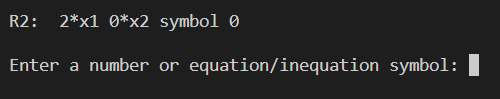 R2:  2*x1 0*x2 symbol 0
Enter a number or equation/inequation symbol: